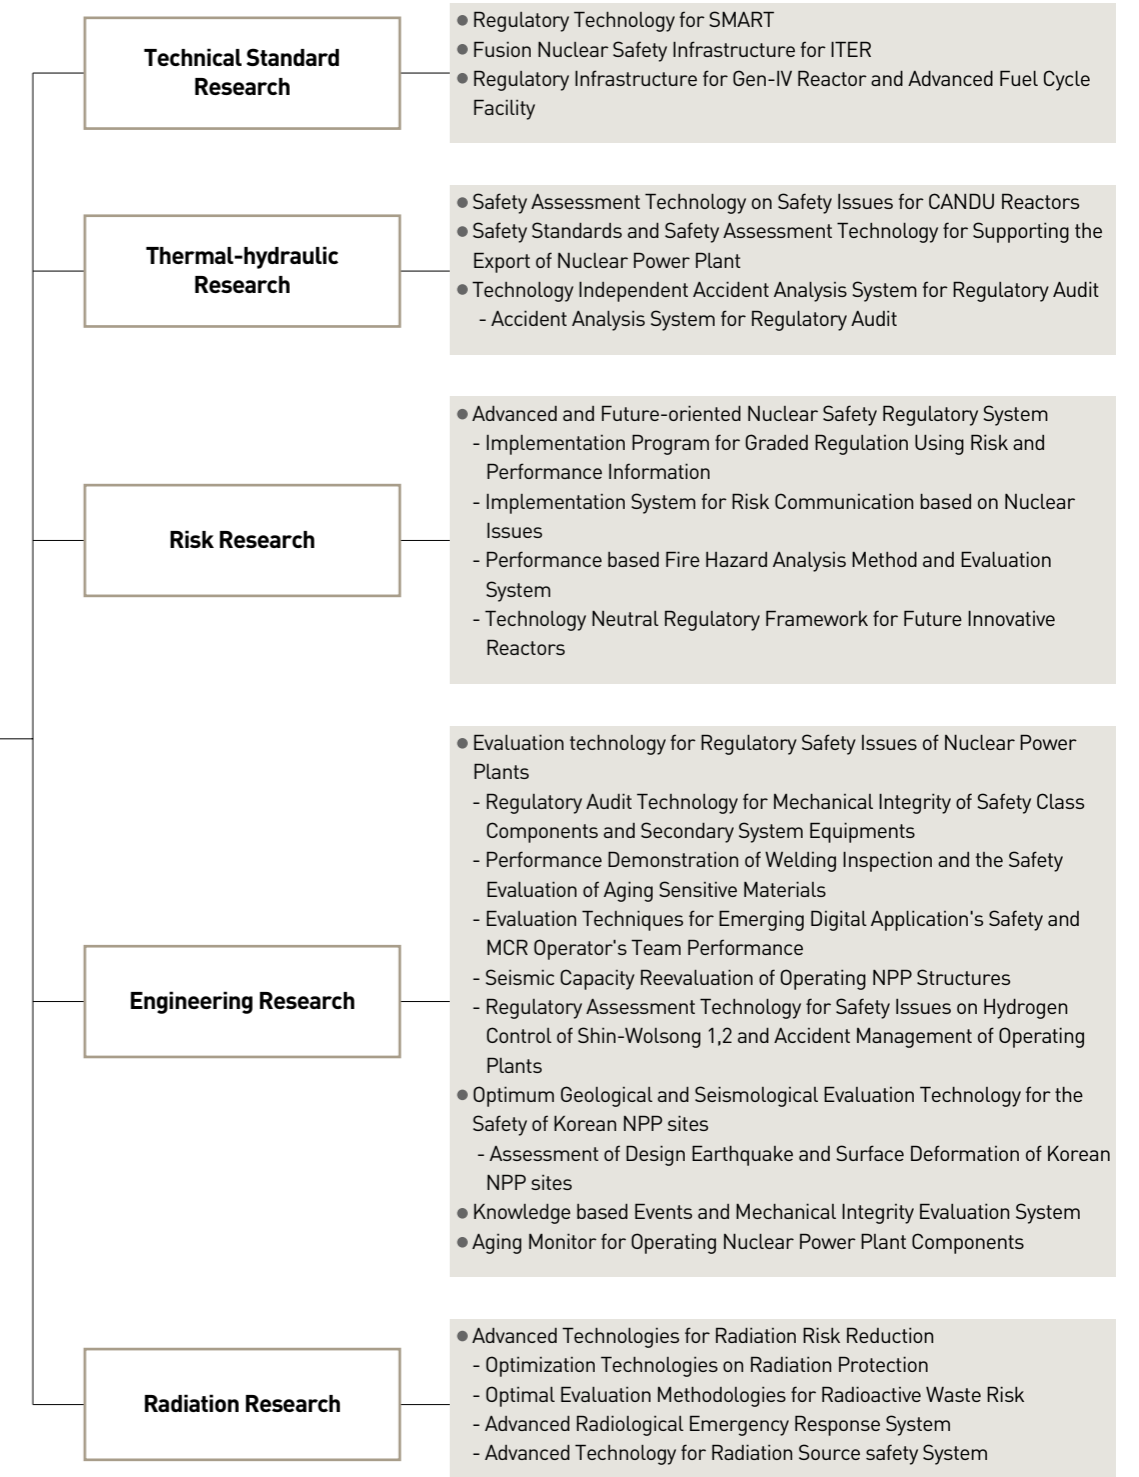 Technical Standard
Research
● Regulatory Technology for SMART
● Fusion Nuclear Safety Infrastructure for ITER
● Regulatory Infrastructure for Gen-IV Reactor and Advanced Fuel Cycle
Facility
Thermal-hydraulic
Research
● Safety Assessment Technology on Safety Issues for CANDU Reactors
● Safety Standards and Safety Assessment Technology for Supporting the
Export of Nuclear Power Plant
● Technology Independent Accident Analysis System for Regulatory Audit
- Accident Analysis System for Regulatory Audit
Risk Research
● Advanced and Future-oriented Nuclear Safety Regulatory System
- Implementation Program for Graded Regulation Using Risk and
Performance Information
- Implementation System for Risk Communication based on Nuclear
Issues
- Performance based Fire Hazard Analysis Method and Evaluation
System
- Technology Neutral Regulatory Framework for Future Innovative
Reactors
Engineering Research
● Evaluation technology for Regulatory Safety Issues of Nuclear Power
Plants
- Regulatory Audit Technology for Mechanical Integrity of Safety Class
Components and Secondary System Equipments
- Performance Demonstration of Welding Inspection and the Safety
Evaluation of Aging Sensitive Materials
- Evaluation Techniques for Emerging Digital Application's Safety and
MCR Operator's Team Performance
- Seismic Capacity Reevaluation of Operating NPP Structures
- Regulatory Assessment Technology for Safety Issues on Hydrogen
Control of Shin-Wolsong 1,2 and Accident Management of Operating
Plants
● Optimum Geological and Seismological Evaluation Technology for the
Safety of Korean NPP sites
- Assessment of Design Earthquake and Surface Deformation of Korean
NPP sites
● Knowledge based Events and Mechanical Integrity Evaluation System
● Aging Monitor for Operating Nuclear Power Plant Components
Radiation Research
● Advanced Technologies for Radiation Risk Reduction
- Optimization Technologies on Radiation Protection
- Optimal Evaluation Methodologies for Radioactive Waste Risk
- Advanced Radiological Emergency Response System
- Advanced Technology for Radiation Source safety System